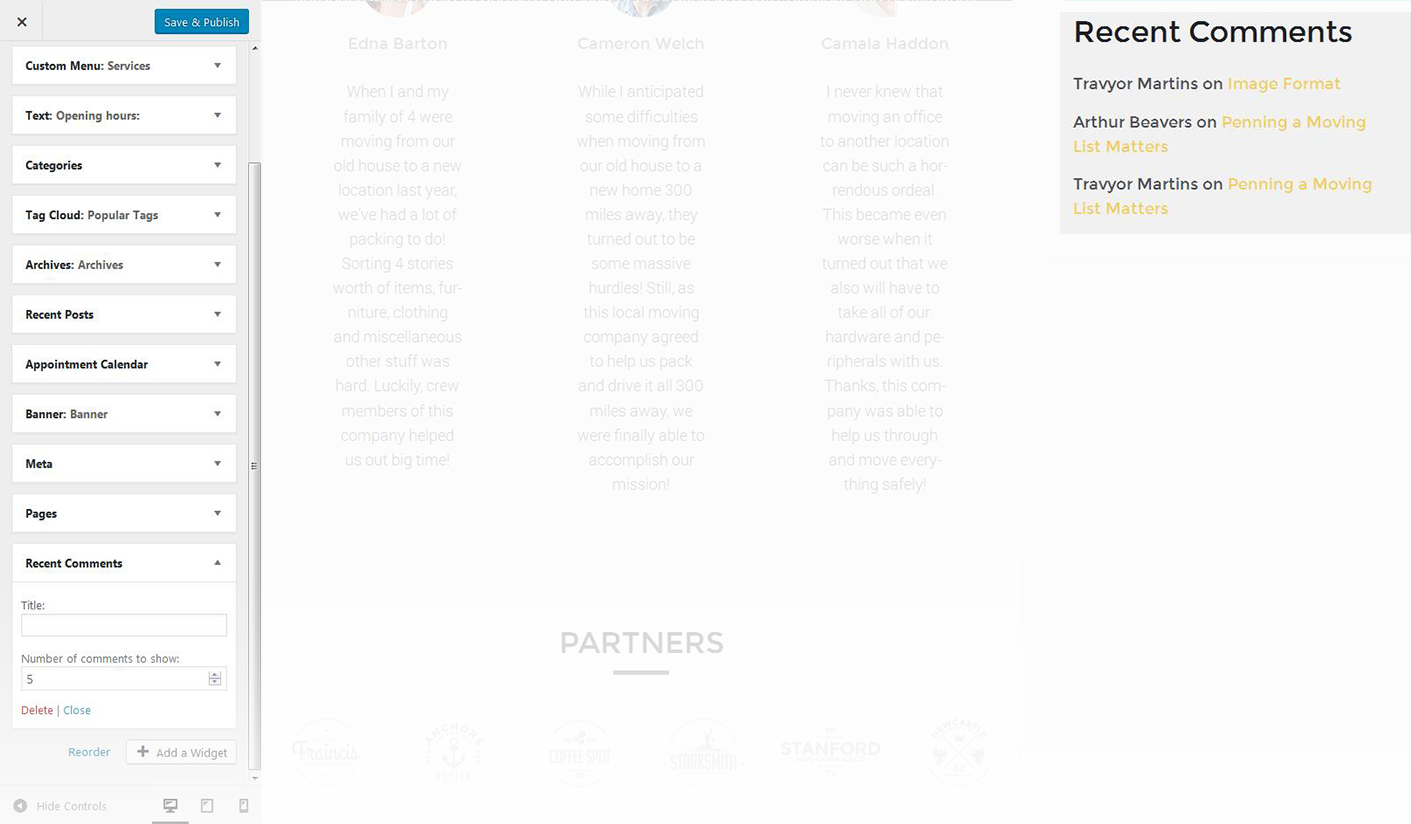 Save & Publish
Custom Menu: Services
Text: Opening hours:
Categories
Tag Cloud: Popular Tags
Archives: Archives
Recent Posts
Appointment Calendar
Banner: Banner
Meta
Pages
Recent Comments
Title:
Number of comments to show:
5
Delete | Close
Reorder
Add a Widget
Hide Controls
Edna Barton
When I and my
family of 4 were
moving from our
old house to a new
location last year,
we've had a lot of
packing to do!
Sorting 4 stories
worth of items, fur-
niture, clothing
and miscellaneous
other stuff was
hard. Luckily, crew
members of this
company helped
us out big time!
Cameron Welch
While I anticipated
some difficulties
when moving from
our old house to a
new home 300
miles away, they
turned out to be
some massive
hurdles! Still, as
this local moving
company agreed
to help us pack
and drive it all 300
miles away, we
were finally able to
accomplish our
mission!
Camala Haddon
I never knew that
moving an office
to another location
can be such a hor-
rendous ordeal.
This became even
worse when it
turned out that we
also will have to
take all of our
hardware and pe-
ripherals with us.
Thanks, this com-
pany was able to
help us through
and move every-
thing safely!
PARTNERS
Francis
ANCHORS
COFFEE SPOT
STARKSMITH
STANFORD
NEWCASTLE
Recent Comments
Travyor Martins on Image Format
Arthur Beavers on Penning a Moving
List Matters
Travyor Martins on Penning a Moving
List Matters